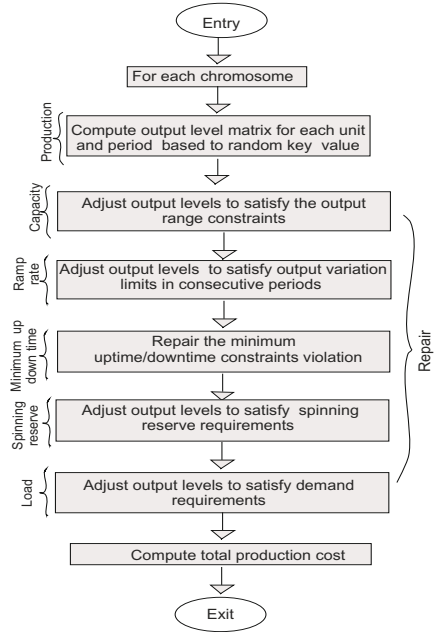 Entry
For each chromosome
Production
Compute output level matrix for each unit
and period based to random key value
Capacity
Adjust output levels to satisfy the output
range constraints
Ramp
rate
Adjust output levels to satisfy output variation
limits in consecutive periods
Minimum up
down time
Repair the minimum
uptime/downtime constraints violation
Spinning
reserve
Adjust output levels to satisfy spinning
reserve requirements
Load
Adjust output levels to satisfy demand
requirements
Repair
Compute total production cost
Exit